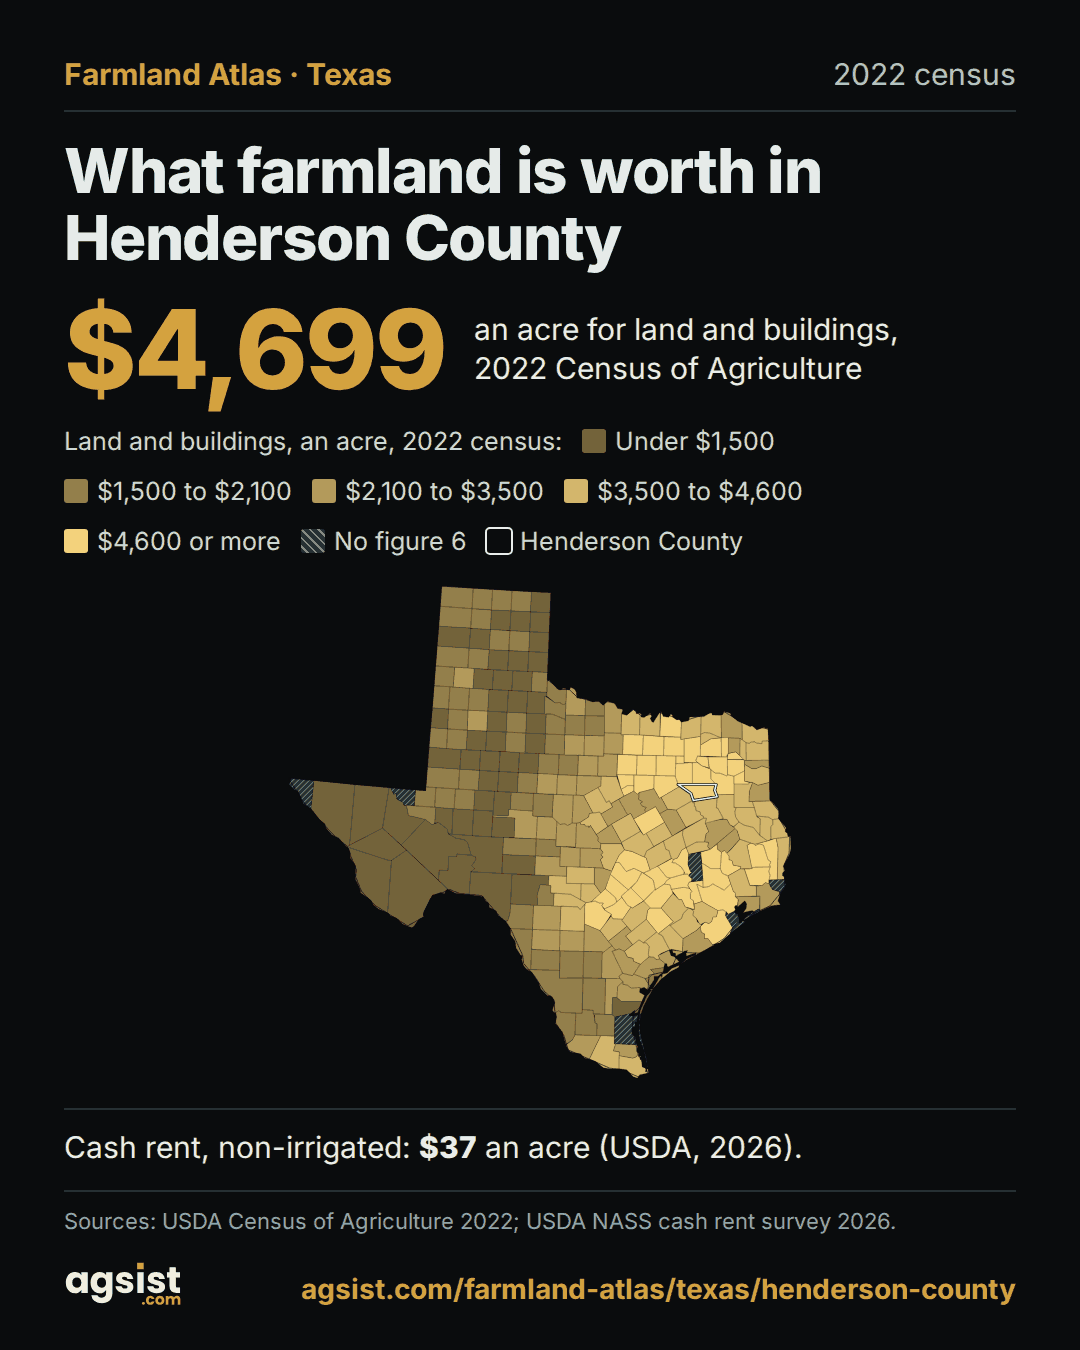 Farmland Atlas · Texas
2022 census
What farmland is worth in
Henderson County
$4,699
an acre for land and buildings,
2022 Census of Agriculture
Land and buildings, an acre, 2022 census: Under $1,500
$1,500 to $2,100 $2,100 to $3,500 $3,500 to $4,600
$4,600 or more No figure 6 Henderson County
Cash rent, non-irrigated: $37 an acre (USDA, 2026).
Sources: USDA Census of Agriculture 2022; USDA NASS cash rent survey 2026.
agsist
.com
agsist.com/farmland-atlas/texas/henderson-county